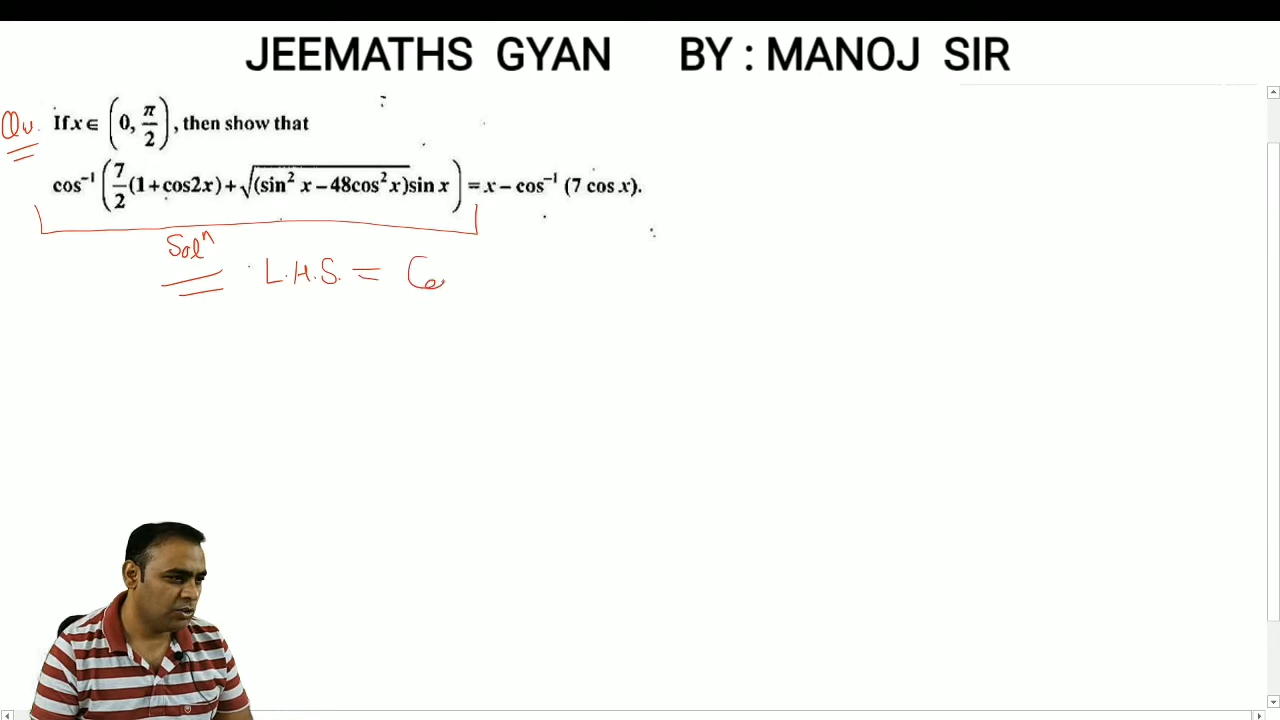 JEEMATHS GYAN BY : MANOJ SIR
Qu. If x ∈ (0, π/2), then show that
cos⁻¹ (7/2 (1+cos2x) + √(sin² x − 48cos² x) sin x) = x − cos⁻¹ (7 cos x).
Solⁿ L.H.S. = Co